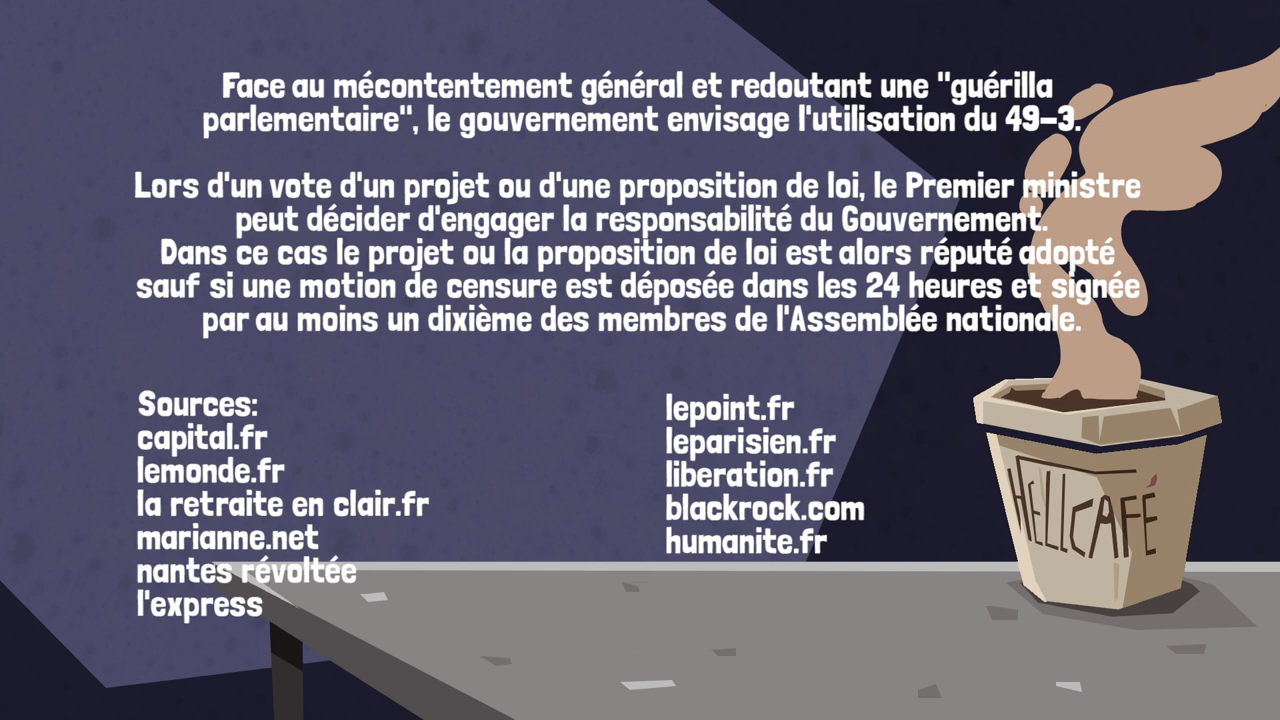 Face au mécontentement général et redoutant une "guérilla
parlementaire", le gouvernement envisage l'utilisation du 49-3.
Lors d'un vote d'un projet ou d'une proposition de loi, le Premier ministre
peut décider d'engager la responsabilité du Gouvernement.
Dans ce cas le projet ou la proposition de loi est alors réputé adopté
sauf si une motion de censure est déposée dans les 24 heures et signée
par au moins un dixième des membres de l'Assemblée nationale.
Sources:
capital.fr
lemonde.fr
la retraite en clair.fr
marianne.net
nantes révoltée
l'express
lepoint.fr
leparisien.fr
liberation.fr
blackrock.com
humanite.fr
HELLCAFÉ